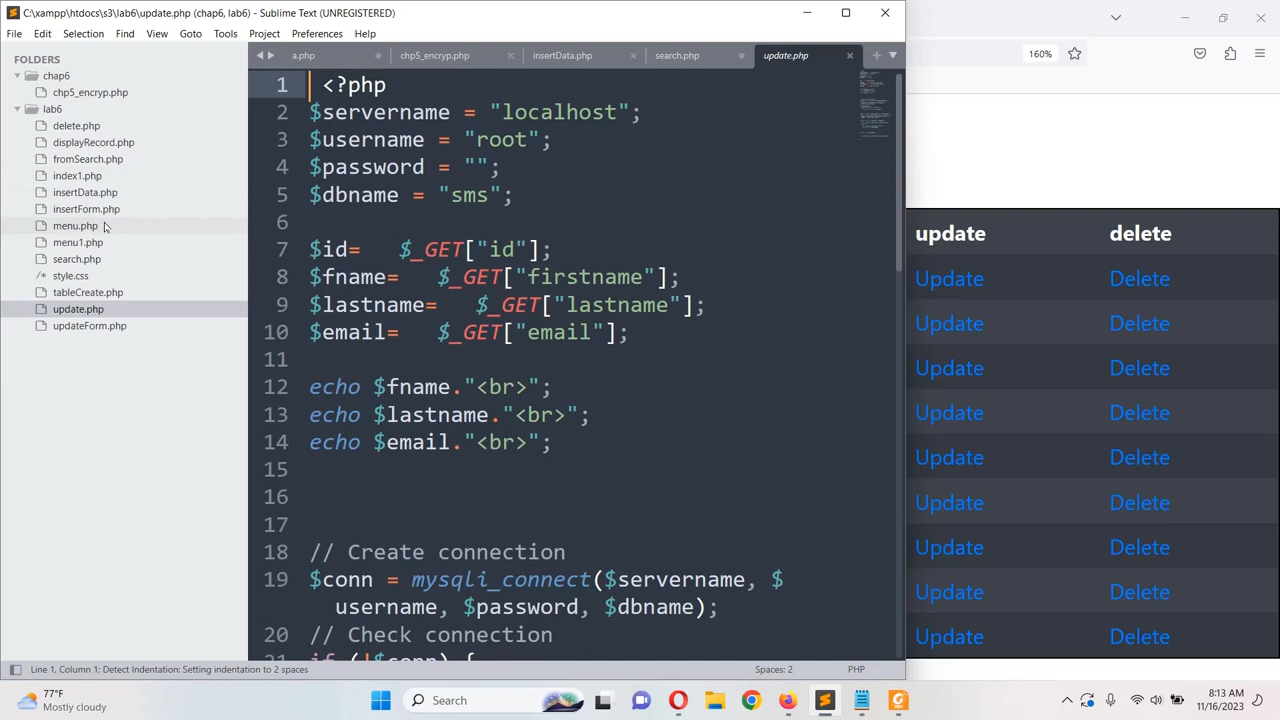 C:\xampp\htdocs\s3\lab6\update.php (chap6, lab6) - Sublime Text (UNREGISTERED)
File Edit Selection Find View Goto Tools Project Preferences Help
FOLDERS
chap6
chp5_encryp.php
lab6
delete.php
displayRecord.php
fromSearch.php
index1.php
insertData.php
insertForm.php
menu.php
menu1.php
search.php
style.css
tableCreate.php
update.php
updateForm.php
a.php chp5_encryp.php insertData.php search.php update.php
1 <?php
2 $servername = "localhost";
3 $username = "root";
4 $password = "";
5 $dbname = "sms";
6
7 $id= $_GET["id"];
8 $fname= $_GET["firstname"];
9 $lastname= $_GET["lastname"];
10 $email= $_GET["email"];
11
12 echo $fname."<br>";
13 echo $lastname."<br>";
14 echo $email."<br>";
15
16
17
18 // Create connection
19 $conn = mysqli_connect($servername, $
username, $password, $dbname);
20 // Check connection
21 if (!$conn) {
Line 1, Column 1; Detect Indentation: Setting indentation to 2 spaces Spaces: 2 PHP
160%
update delete
Update Delete
Update Delete
Update Delete
Update Delete
Update Delete
Update Delete
Update Delete
Update Delete
Update Delete
77°F
Mostly cloudy
Search
8:13 AM
11/16/2023